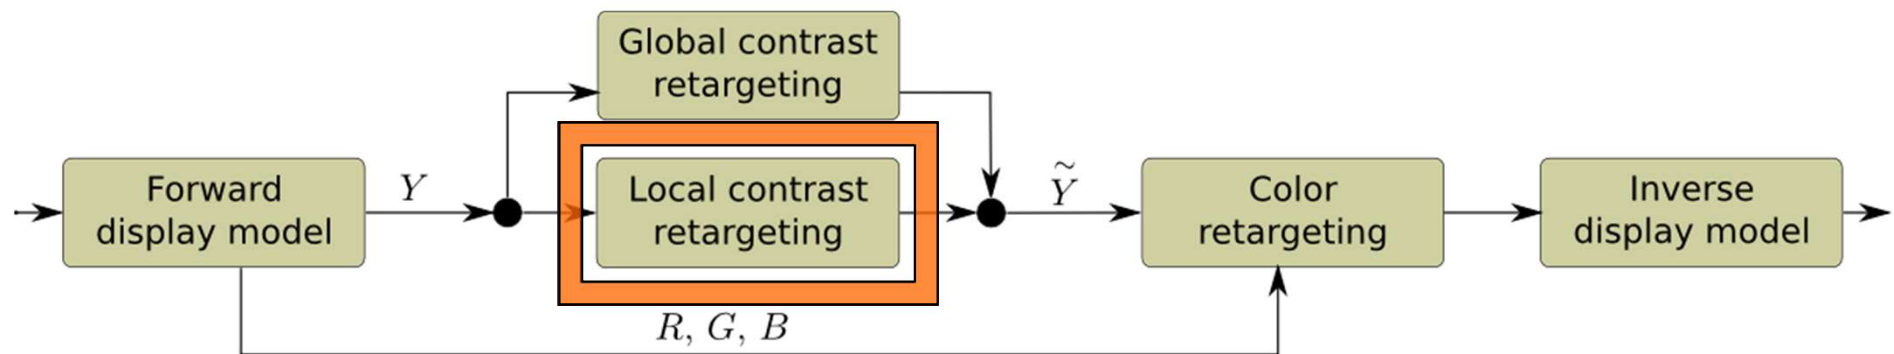 Global contrast
retargeting
Forward
display model
Y
Local contrast
retargeting
Ỹ
Color
retargeting
Inverse
display model
R, G, B